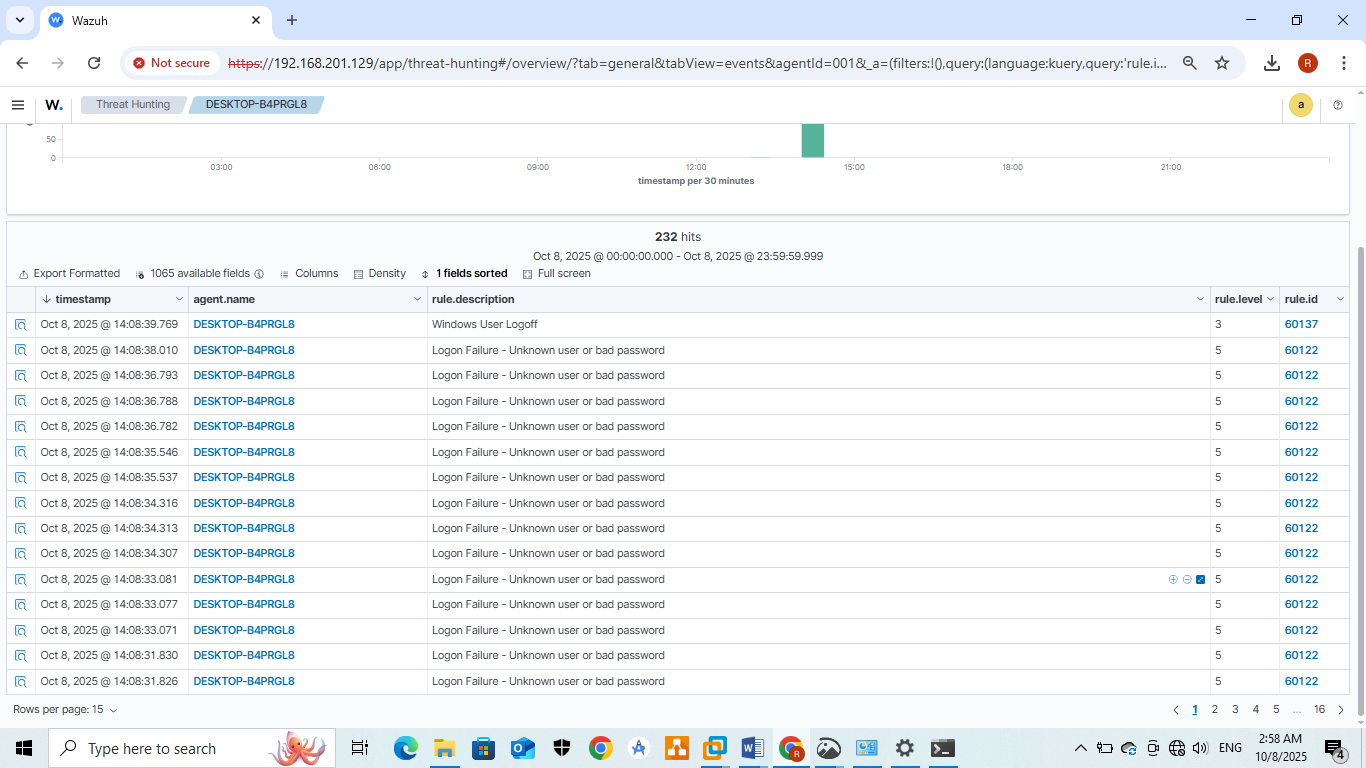 Wazuh
Not secure https://192.168.201.129/app/threat-hunting#/overview/?tab=general&tabView=events&agentId=001&_a=(filters:!(),query:(language:kuery,query:'rule.i... R
W. Threat Hunting DESKTOP-B4PRGL8 a
50
0
03:00 06:00 09:00 12:00 15:00 18:00 21:00
timestamp per 30 minutes
232 hits
Oct 8, 2025 @ 00:00:00.000 - Oct 8, 2025 @ 23:59:59.999
Export Formatted 1065 available fields Columns Density 1 fields sorted Full screen
timestamp agent.name rule.description rule.level rule.id
Oct 8, 2025 @ 14:08:39.769 DESKTOP-B4PRGL8 Windows User Logoff 3 60137
Oct 8, 2025 @ 14:08:38.010 DESKTOP-B4PRGL8 Logon Failure - Unknown user or bad password 5 60122
Oct 8, 2025 @ 14:08:36.793 DESKTOP-B4PRGL8 Logon Failure - Unknown user or bad password 5 60122
Oct 8, 2025 @ 14:08:36.788 DESKTOP-B4PRGL8 Logon Failure - Unknown user or bad password 5 60122
Oct 8, 2025 @ 14:08:36.782 DESKTOP-B4PRGL8 Logon Failure - Unknown user or bad password 5 60122
Oct 8, 2025 @ 14:08:35.546 DESKTOP-B4PRGL8 Logon Failure - Unknown user or bad password 5 60122
Oct 8, 2025 @ 14:08:35.537 DESKTOP-B4PRGL8 Logon Failure - Unknown user or bad password 5 60122
Oct 8, 2025 @ 14:08:34.316 DESKTOP-B4PRGL8 Logon Failure - Unknown user or bad password 5 60122
Oct 8, 2025 @ 14:08:34.313 DESKTOP-B4PRGL8 Logon Failure - Unknown user or bad password 5 60122
Oct 8, 2025 @ 14:08:34.307 DESKTOP-B4PRGL8 Logon Failure - Unknown user or bad password 5 60122
Oct 8, 2025 @ 14:08:33.081 DESKTOP-B4PRGL8 Logon Failure - Unknown user or bad password 5 60122
Oct 8, 2025 @ 14:08:33.077 DESKTOP-B4PRGL8 Logon Failure - Unknown user or bad password 5 60122
Oct 8, 2025 @ 14:08:33.071 DESKTOP-B4PRGL8 Logon Failure - Unknown user or bad password 5 60122
Oct 8, 2025 @ 14:08:31.830 DESKTOP-B4PRGL8 Logon Failure - Unknown user or bad password 5 60122
Oct 8, 2025 @ 14:08:31.826 DESKTOP-B4PRGL8 Logon Failure - Unknown user or bad password 5 60122
Rows per page: 15 1 2 3 4 5 ... 16
Type here to search ENG 2:58 AM
10/8/2025 4